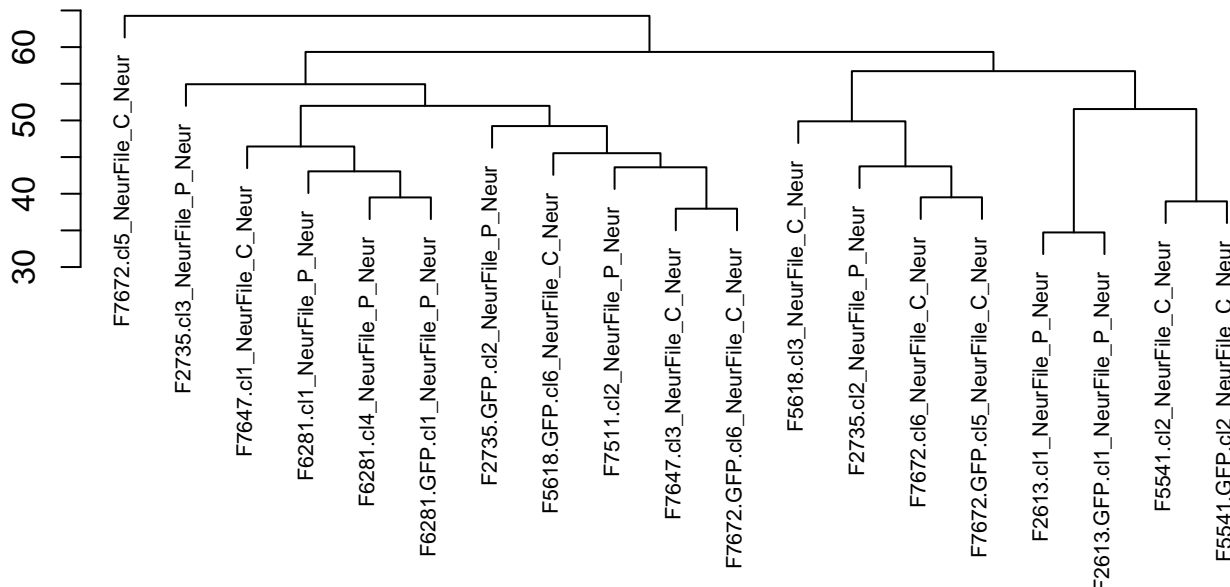 60
50
40
30
F7672.cl5_NeurFile_C_Neur
F2735.cl3_NeurFile_P_Neur
F7647.cl1_NeurFile_C_Neur
F6281.cl1_NeurFile_P_Neur
F6281.cl4_NeurFile_P_Neur
F6281.GFP.cl1_NeurFile_P_Neur
F2735.GFP.cl2_NeurFile_P_Neur
F5618.GFP.cl6_NeurFile_C_Neur
F7511.cl2_NeurFile_P_Neur
F7647.cl3_NeurFile_C_Neur
F7672.GFP.cl6_NeurFile_C_Neur
F5618.cl3_NeurFile_C_Neur
F2735.cl2_NeurFile_P_Neur
F7672.cl6_NeurFile_C_Neur
F7672.GFP.cl5_NeurFile_C_Neur
F2613.cl1_NeurFile_P_Neur
F2613.GFP.cl1_NeurFile_P_Neur
F5541.cl2_NeurFile_C_Neur
F5541.GFP.cl2_NeurFile_C_Neur